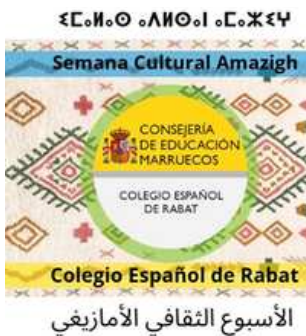 ⵉⵎⴰⵍⴰⵙ ⴰⴷⵍⵙⴰⵏ ⴰⵎⴰⵣⵉⵖ
Semana Cultural Amazigh
CONSEJERÍA
DE EDUCACIÓN
MARRUECOS
COLEGIO ESPAÑOL
DE RABAT
Colegio Español de Rabat
الأسبوع الثقافي الأمازيغي